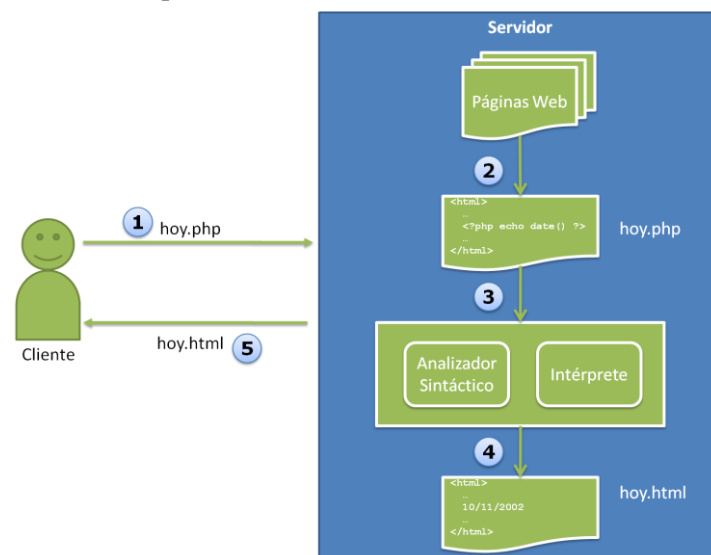 Servidor
Páginas Web
2
<html>
…
<?php echo date() ?>
…
</html>
hoy.php
1
hoy.php
3
Cliente
hoy.html
5
Analizador
Sintáctico
Intérprete
4
<html>
…
10/11/2002
…
</html>
hoy.html